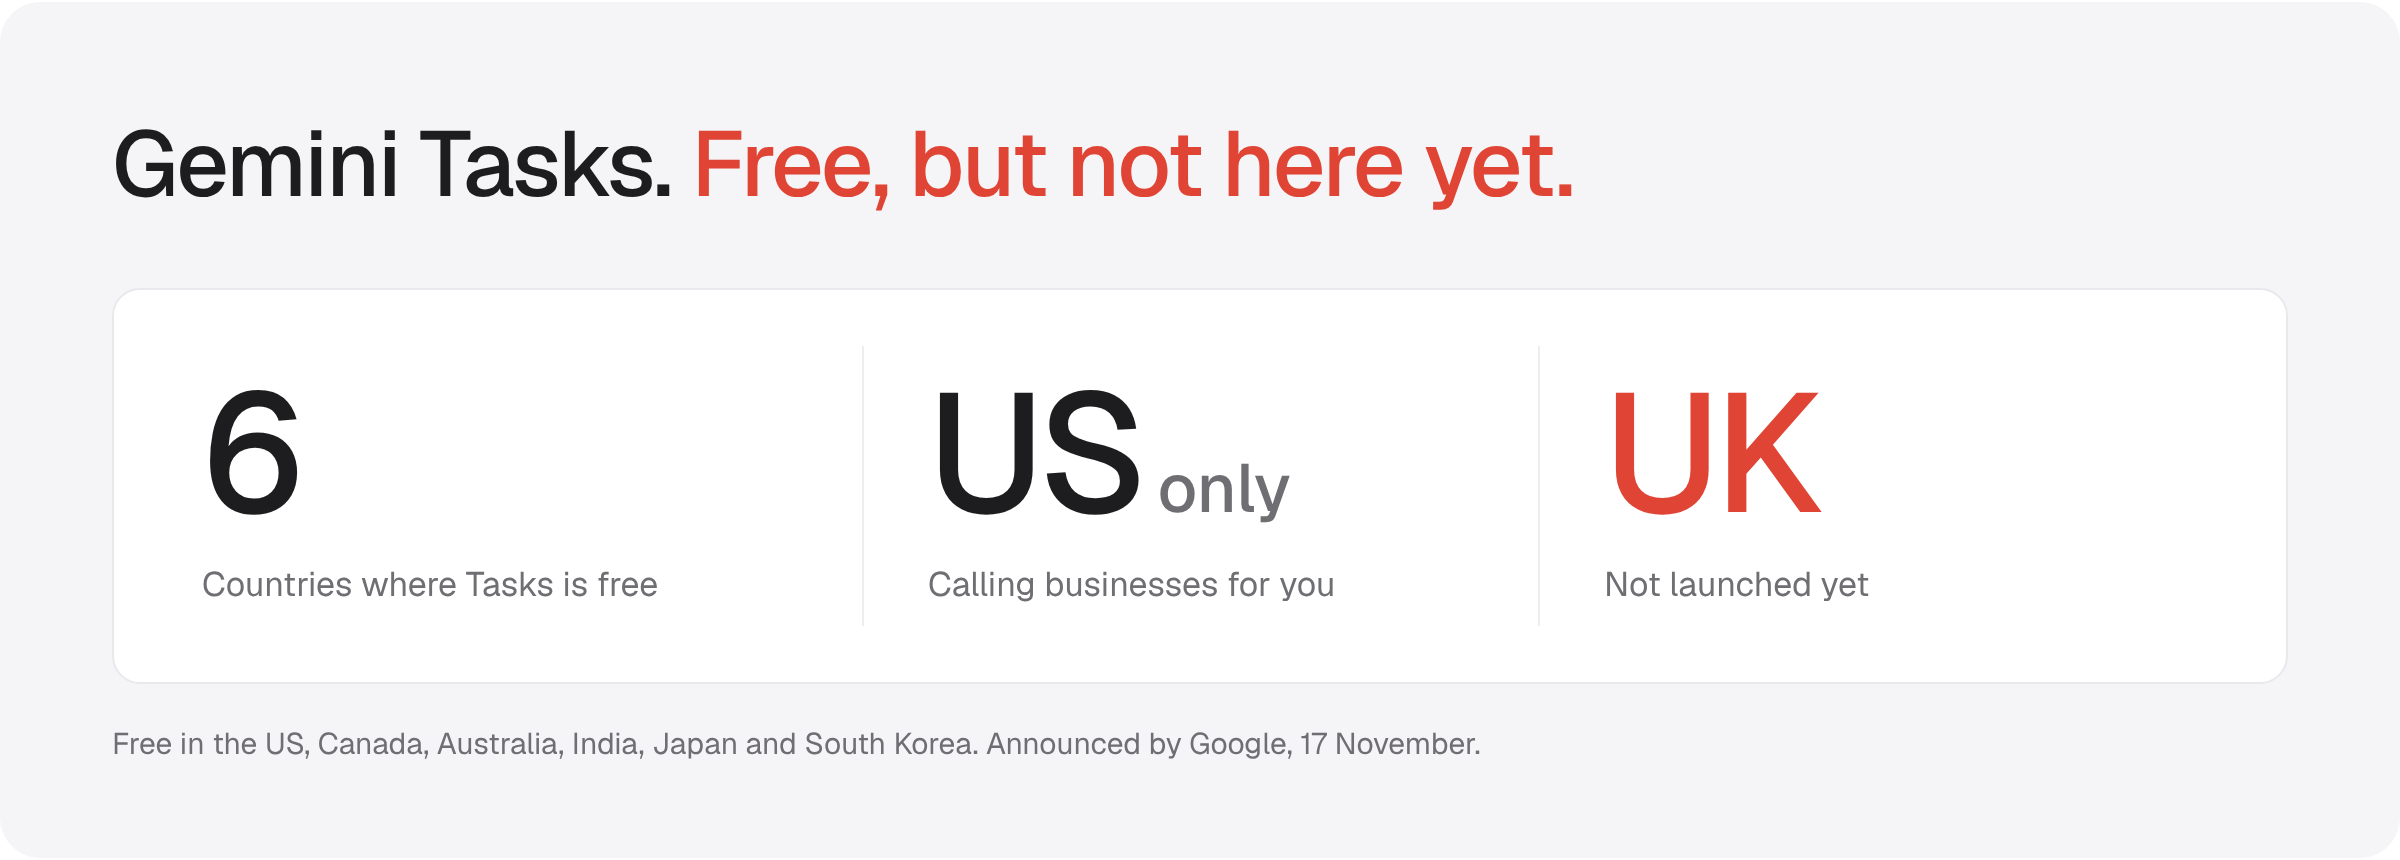 Gemini Tasks. Free, but not here yet.
6
Countries where Tasks is free
US only
Calling businesses for you
UK
Not launched yet
Free in the US, Canada, Australia, India, Japan and South Korea. Announced by Google, 17 November.